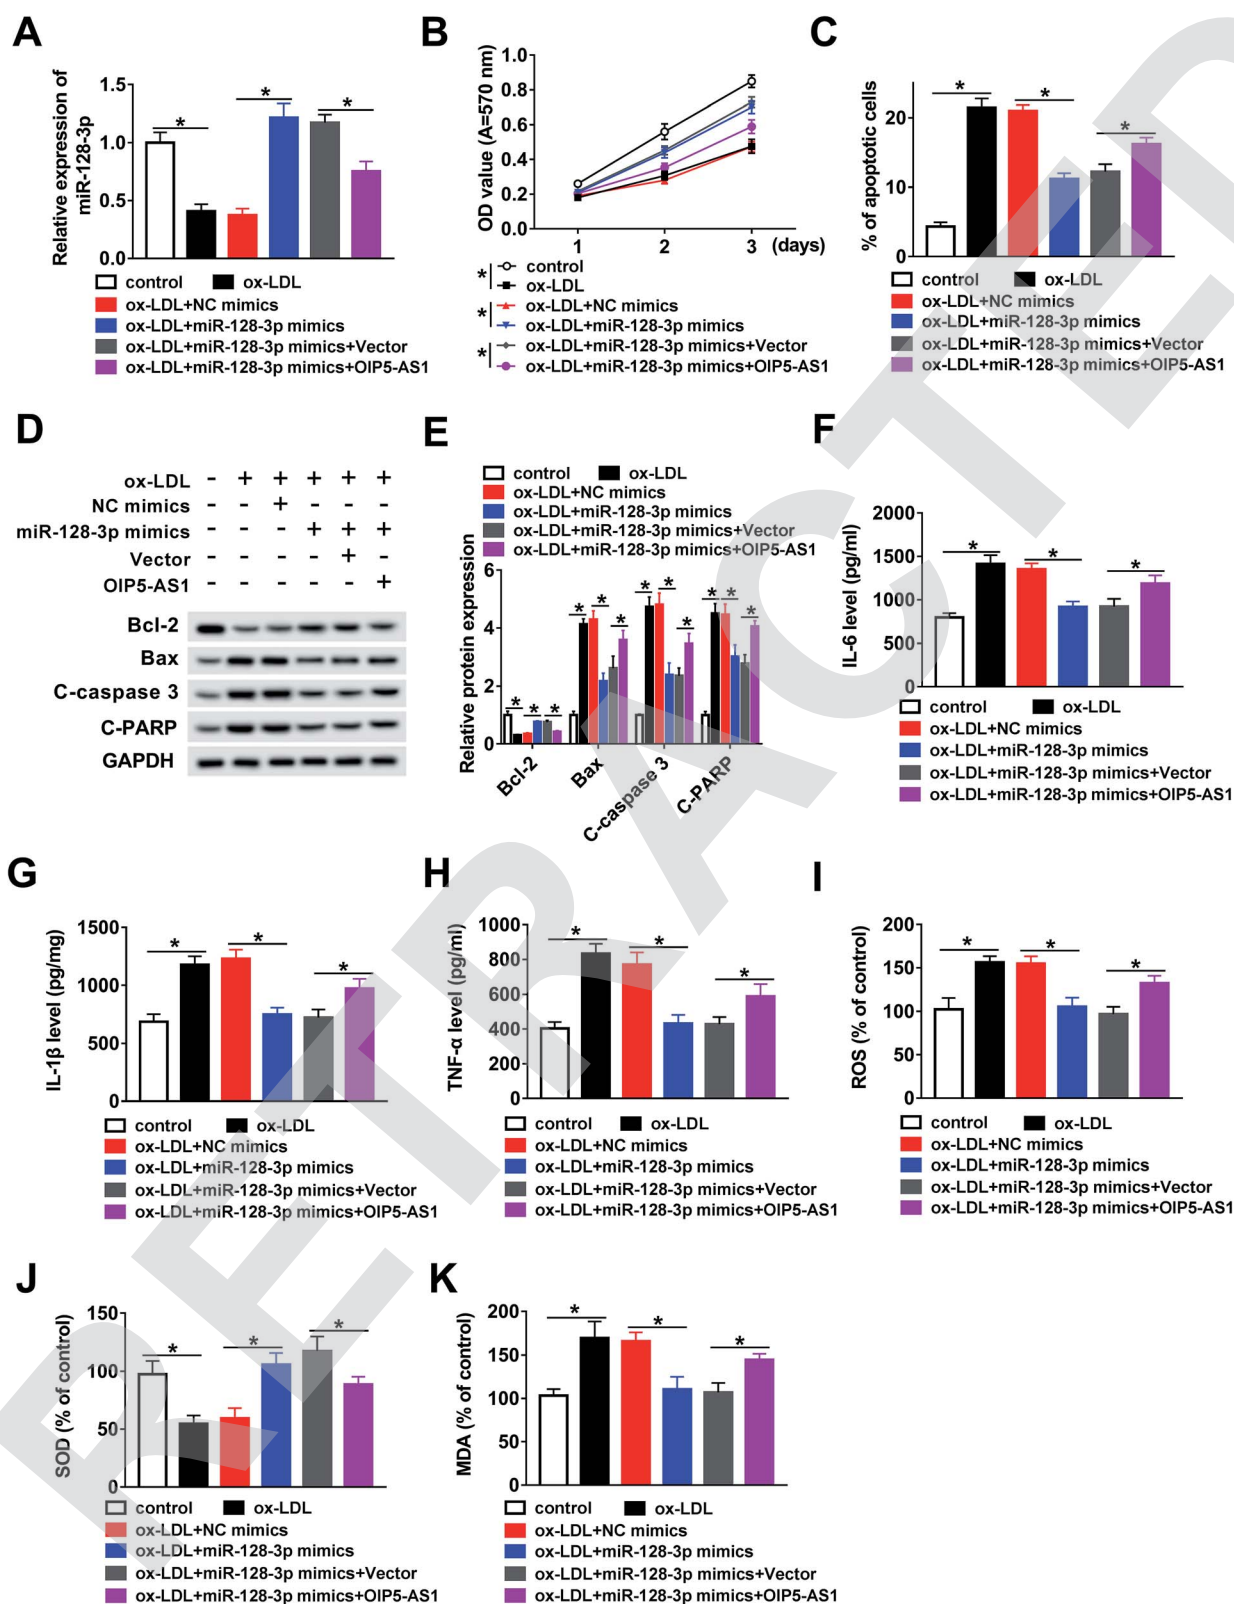 A
Relative expression of
miR-128-3p
1.5
1.0
0.5
0.0
*
*
*
control
ox-LDL
ox-LDL+NC mimics
ox-LDL+miR-128-3p mimics
ox-LDL+miR-128-3p mimics+Vector
ox-LDL+miR-128-3p mimics+OIP5-AS1
B
OD value (A=570 nm)
1.0
0.8
0.6
0.4
0.2
0.0
1 2 3 (days)
* control
ox-LDL
* ox-LDL+NC mimics
ox-LDL+miR-128-3p mimics
* ox-LDL+miR-128-3p mimics+Vector
ox-LDL+miR-128-3p mimics+OIP5-AS1
C
% of apoptotic cells
20
10
0
*
*
*
control
ox-LDL
ox-LDL+NC mimics
ox-LDL+miR-128-3p mimics
ox-LDL+miR-128-3p mimics+Vector
ox-LDL+miR-128-3p mimics+OIP5-AS1
D
ox-LDL - + + + + +
NC mimics - - + - - -
miR-128-3p mimics - - - + + +
Vector - - - - + -
OIP5-AS1 - - - - - +
Bcl-2
Bax
C-caspase 3
C-PARP
GAPDH
E
control
ox-LDL
ox-LDL+NC mimics
ox-LDL+miR-128-3p mimics
ox-LDL+miR-128-3p mimics+Vector
ox-LDL+miR-128-3p mimics+OIP5-AS1
Relative protein expression
6
4
2
0
* * *
* * *
* * *
* * *
Bcl-2
Bax
C-caspase 3
C-PARP
F
IL-6 level (pg/ml)
2000
1500
1000
500
0
*
*
*
control
ox-LDL
ox-LDL+NC mimics
ox-LDL+miR-128-3p mimics
ox-LDL+miR-128-3p mimics+Vector
ox-LDL+miR-128-3p mimics+OIP5-AS1
G
IL-1β level (pg/mg)
1500
1000
500
0
*
*
*
control
ox-LDL
ox-LDL+NC mimics
ox-LDL+miR-128-3p mimics
ox-LDL+miR-128-3p mimics+Vector
ox-LDL+miR-128-3p mimics+OIP5-AS1
H
TNF-α level (pg/ml)
1000
800
600
400
200
0
*
*
*
control
ox-LDL
ox-LDL+NC mimics
ox-LDL+miR-128-3p mimics
ox-LDL+miR-128-3p mimics+Vector
ox-LDL+miR-128-3p mimics+OIP5-AS1
I
ROS (% of control)
200
150
100
50
0
*
*
*
control
ox-LDL
ox-LDL+NC mimics
ox-LDL+miR-128-3p mimics
ox-LDL+miR-128-3p mimics+Vector
ox-LDL+miR-128-3p mimics+OIP5-AS1
J
SOD (% of control)
150
100
50
0
*
*
*
control
ox-LDL
ox-LDL+NC mimics
ox-LDL+miR-128-3p mimics
ox-LDL+miR-128-3p mimics+Vector
ox-LDL+miR-128-3p mimics+OIP5-AS1
K
MDA (% of control)
200
150
100
50
0
*
*
*
control
ox-LDL
ox-LDL+NC mimics
ox-LDL+miR-128-3p mimics
ox-LDL+miR-128-3p mimics+Vector
ox-LDL+miR-128-3p mimics+OIP5-AS1
RETRACTED